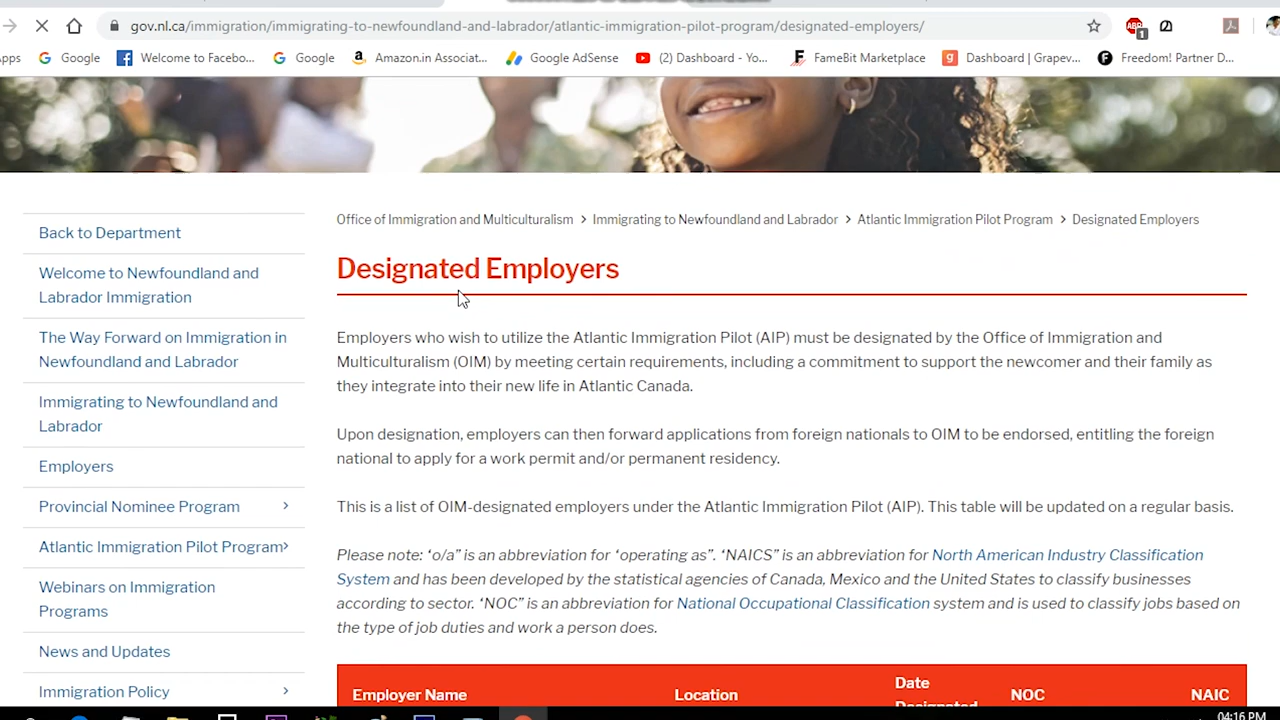 gov.nl.ca/immigration/immigrating-to-newfoundland-and-labrador/atlantic-immigration-pilot-program/designated-employers/
ABP
1
pps Google Welcome to Facebo... Google Amazon.in Associat... Google AdSense (2) Dashboard - Yo... FameBit Marketplace Dashboard | Grapev... Freedom! Partner D...
Office of Immigration and Multiculturalism > Immigrating to Newfoundland and Labrador > Atlantic Immigration Pilot Program > Designated Employers
Back to Department
Welcome to Newfoundland and
Labrador Immigration
The Way Forward on Immigration in
Newfoundland and Labrador
Immigrating to Newfoundland and
Labrador
Employers
Provincial Nominee Program
Atlantic Immigration Pilot Program
Webinars on Immigration
Programs
News and Updates
Immigration Policy
Designated Employers
Employers who wish to utilize the Atlantic Immigration Pilot (AIP) must be designated by the Office of Immigration and
Multiculturalism (OIM) by meeting certain requirements, including a commitment to support the newcomer and their family as
they integrate into their new life in Atlantic Canada.
Upon designation, employers can then forward applications from foreign nationals to OIM to be endorsed, entitling the foreign
national to apply for a work permit and/or permanent residency.
This is a list of OIM-designated employers under the Atlantic Immigration Pilot (AIP). This table will be updated on a regular basis.
Please note: ‘o/a” is an abbreviation for ‘operating as”. ‘NAICS” is an abbreviation for North American Industry Classification
System and has been developed by the statistical agencies of Canada, Mexico and the United States to classify businesses
according to sector. ‘NOC” is an abbreviation for National Occupational Classification system and is used to classify jobs based on
the type of job duties and work a person does.
Employer Name Location Date Designated NOC NAIC
04:16 PM